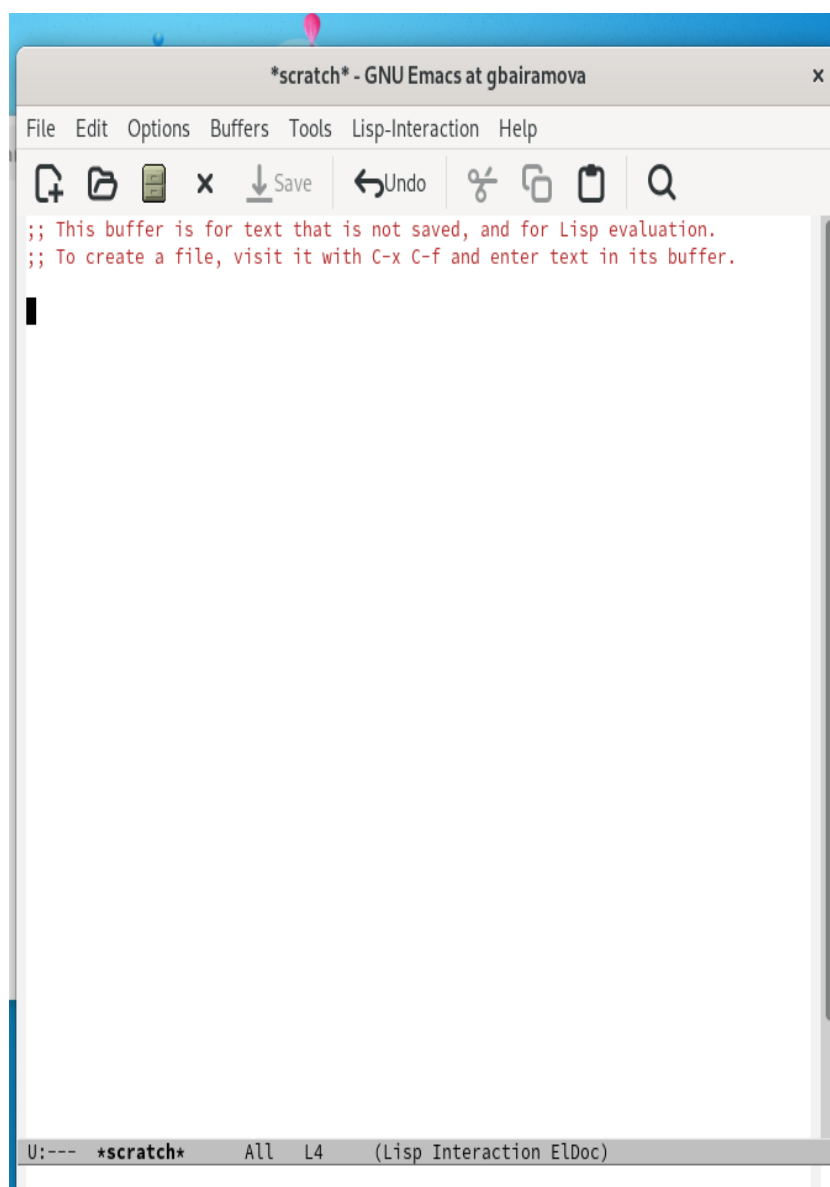 *scratch* - GNU Emacs at gbairamova
File Edit Options Buffers Tools Lisp-Interaction Help
Save Undo
;; This buffer is for text that is not saved, and for Lisp evaluation.
;; To create a file, visit it with C-x C-f and enter text in its buffer.
U:--- *scratch* All L4 (Lisp Interaction ElDoc)